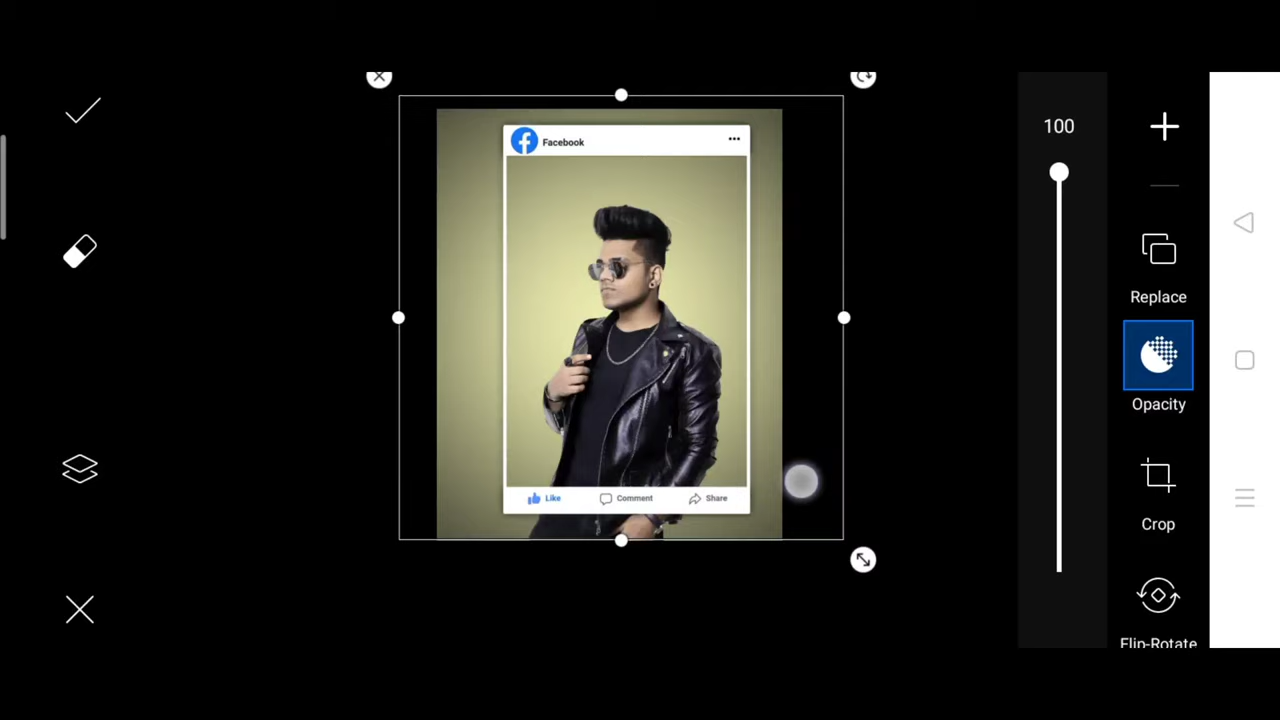 Facebook
Like Comment Share
100
Replace
Opacity
Crop
Flip-Rotate